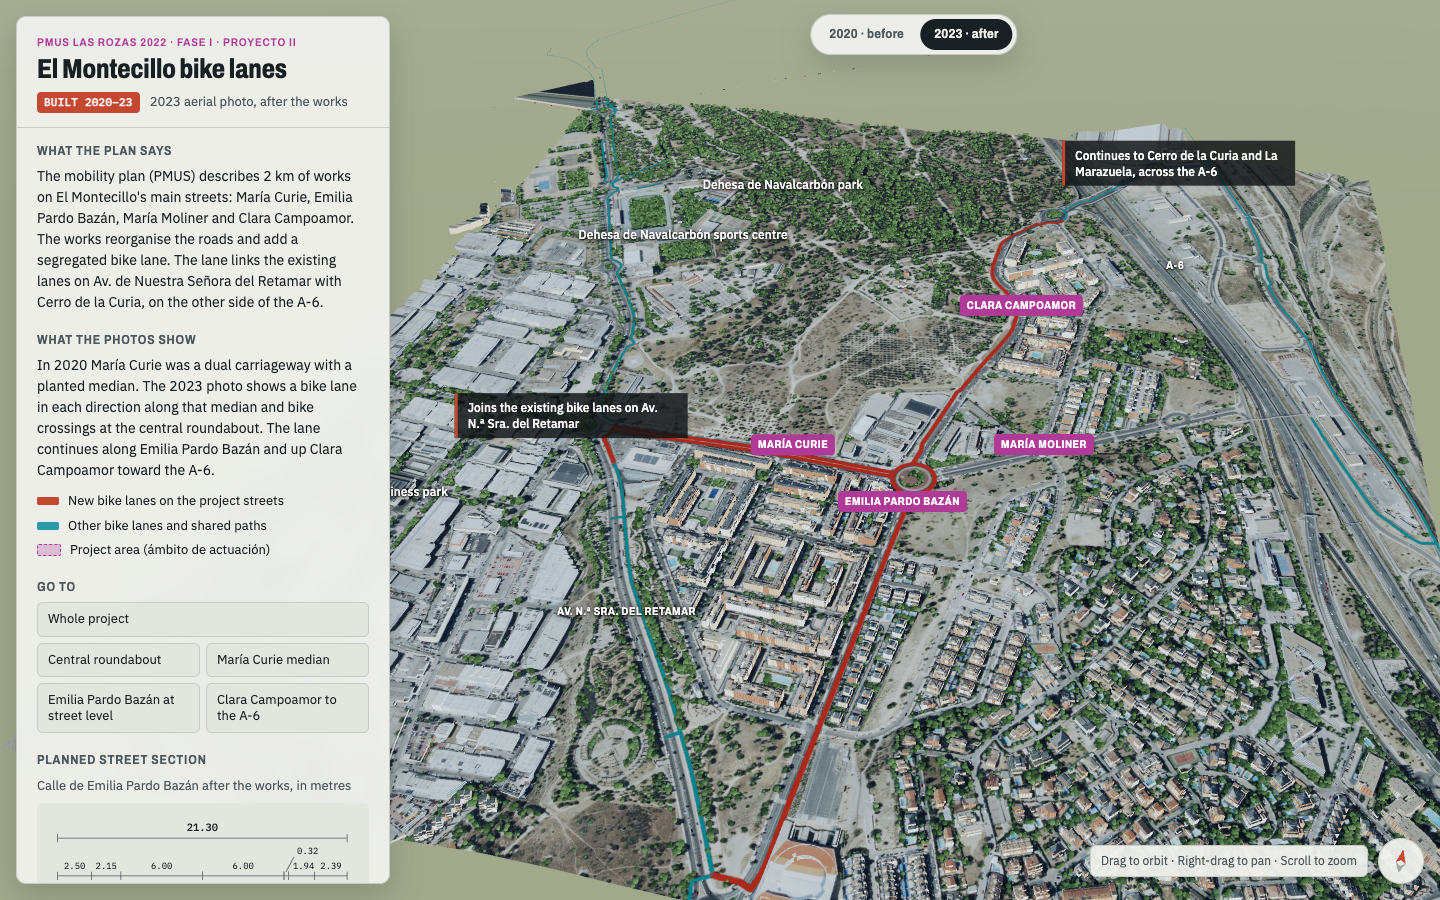 PMUS LAS ROZAS 2022 · FASE I · PROYECTO II
El Montecillo bike lanes
BUILT 2020–23
2023 aerial photo, after the works
WHAT THE PLAN SAYS
The mobility plan (PMUS) describes 2 km of works
on El Montecillo's main streets: María Curie, Emilia
Pardo Bazán, María Moliner and Clara Campoamor.
The works reorganise the roads and add a
segregated bike lane. The lane links the existing
lanes on Av. de Nuestra Señora del Retamar with
Cerro de la Curia, on the other side of the A-6.
WHAT THE PHOTOS SHOW
In 2020 María Curie was a dual carriageway with a
planted median. The 2023 photo shows a bike lane
in each direction along that median and bike
crossings at the central roundabout. The lane
continues along Emilia Pardo Bazán and up Clara
Campoamor toward the A-6.
New bike lanes on the project streets
Other bike lanes and shared paths
Project area (ámbito de actuación)
GO TO
Whole project
Central roundabout
María Curie median
Emilia Pardo Bazán at
street level
Clara Campoamor to
the A-6
PLANNED STREET SECTION
Calle de Emilia Pardo Bazán after the works, in metres
21.30
0.32
2.50 2.15 6.00 6.00 1.94 2.39
2020 · before
2023 · after
Continues to Cerro de la Curia and La
Marazuela, across the A-6
Dehesa de Navalcarbón park
Dehesa de Navalcarbón sports centre
A-6
CLARA CAMPOAMOR
Joins the existing bike lanes on Av.
N.ª Sra. del Retamar
MARÍA CURIE
MARÍA MOLINER
iness park
EMILIA PARDO BAZÁN
AV. N.ª SRA. DEL RETAMAR
Drag to orbit · Right-drag to pan · Scroll to zoom